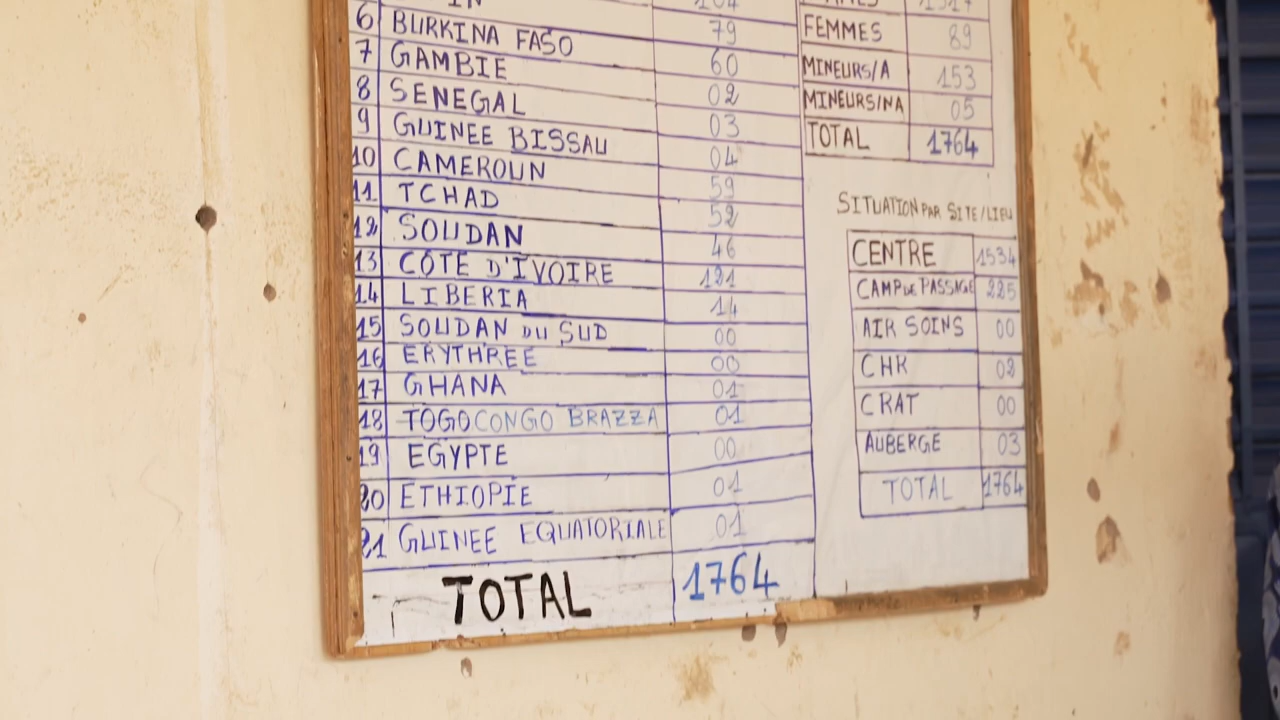 6 BURKINA FASO 60
7 GAMBIE 02
8 SENEGAL 03
9 GUINEE BISSAU 04
10 CAMEROUN 59
11 TCHAD 52
12 SOUDAN 46
13 CÔTE D'IVOIRE 121
14 LIBERIA 14
15 SOUDAN DU SUD 00
16 ERYTHREE 00
17 GHANA 01
18 TOGO CONGO BRAZZA 01
19 EGYPTE 00
20 ETHIOPIE 01
21 GUINEE EQUATORIALE 01
TOTAL 1764
FEMMES 89
MINEURS/A 153
MINEURS/NA 05
TOTAL 1764
SITUATION PAR SITE/LIEU
CENTRE 1534
CAMP DE PASSAGE 225
AIR SOINS 00
CHR 02
CRAT 00
AUBERGE 03
TOTAL 1764